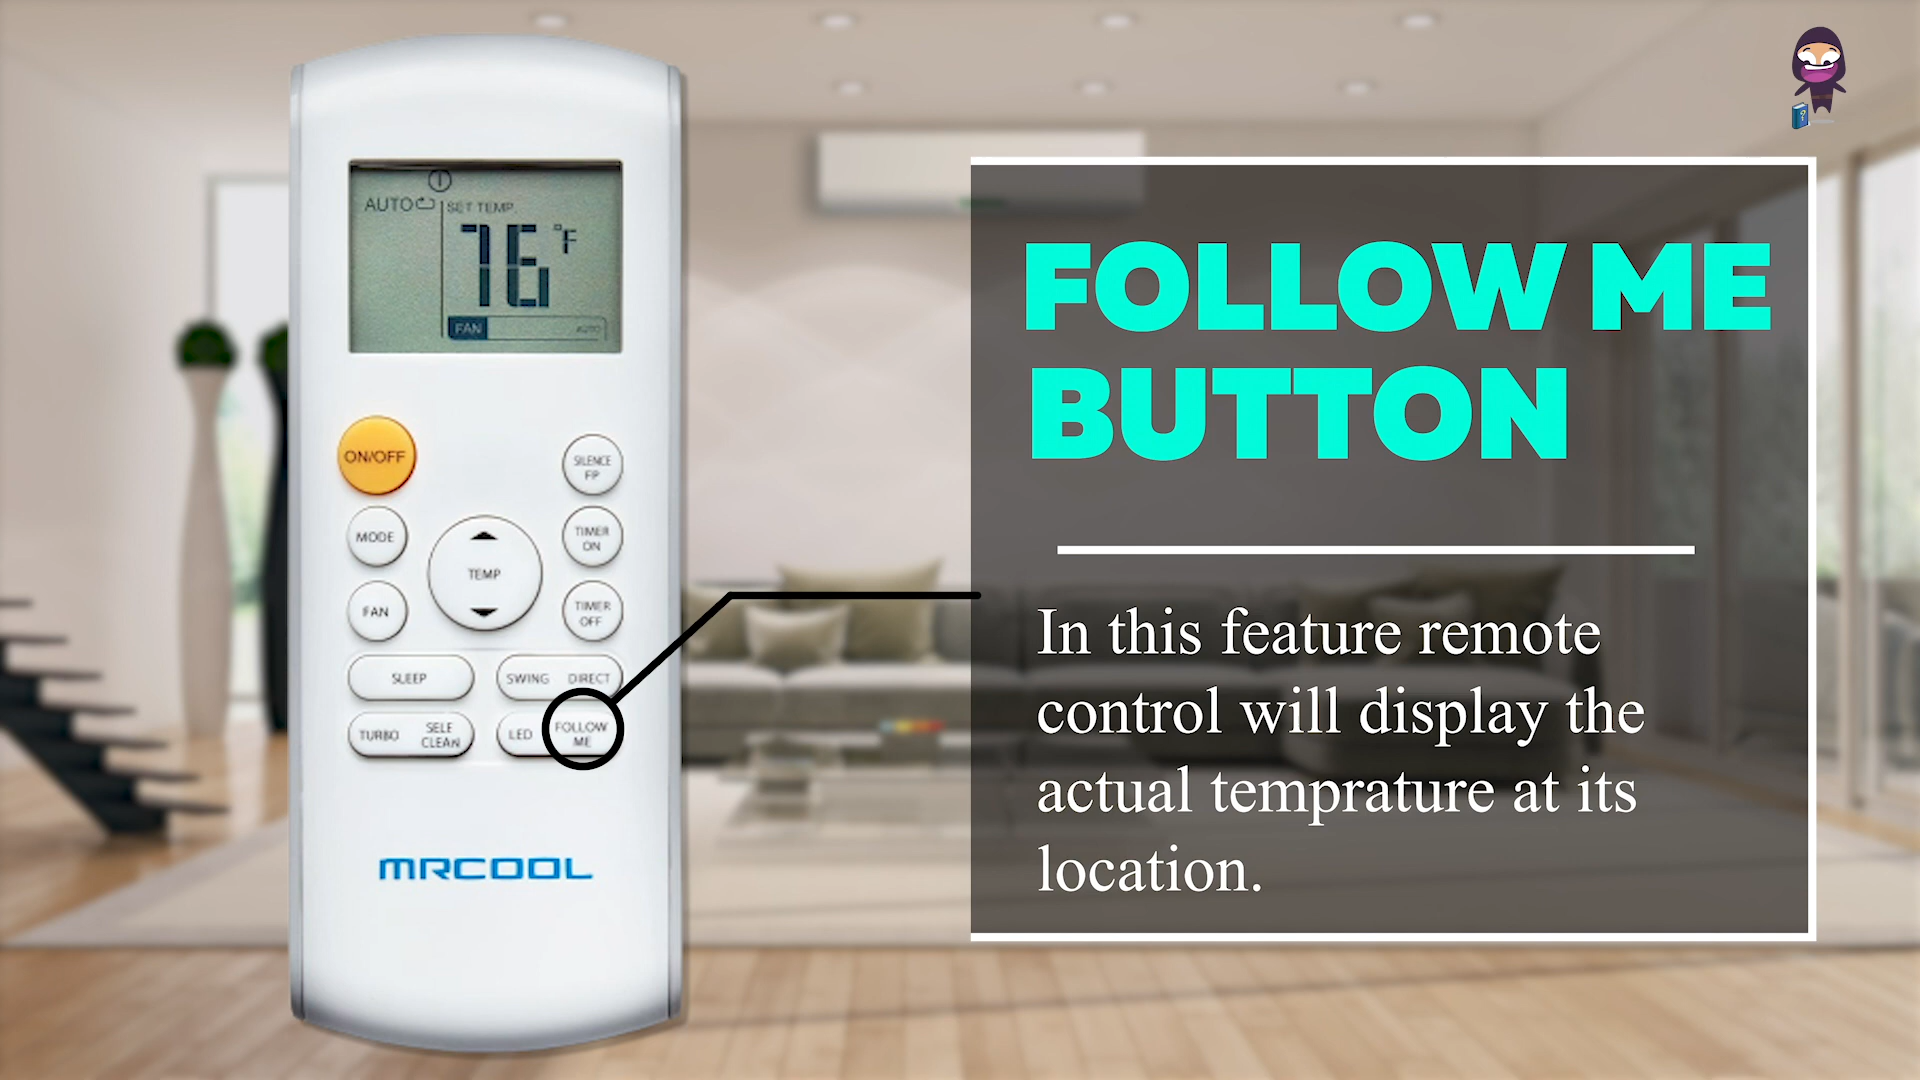 AUTO
SET TEMP.
76°F
FAN
AUTO
ON/OFF
SILENCE
FP
MODE
TIMER
ON
TEMP
FAN
TIMER
OFF
SLEEP
SWING DIRECT
TURBO
SELF
CLEAN
LED
FOLLOW
ME
MRCOOL
FOLLOW ME
BUTTON
In this feature remote
control will display the
actual temprature at its
location.